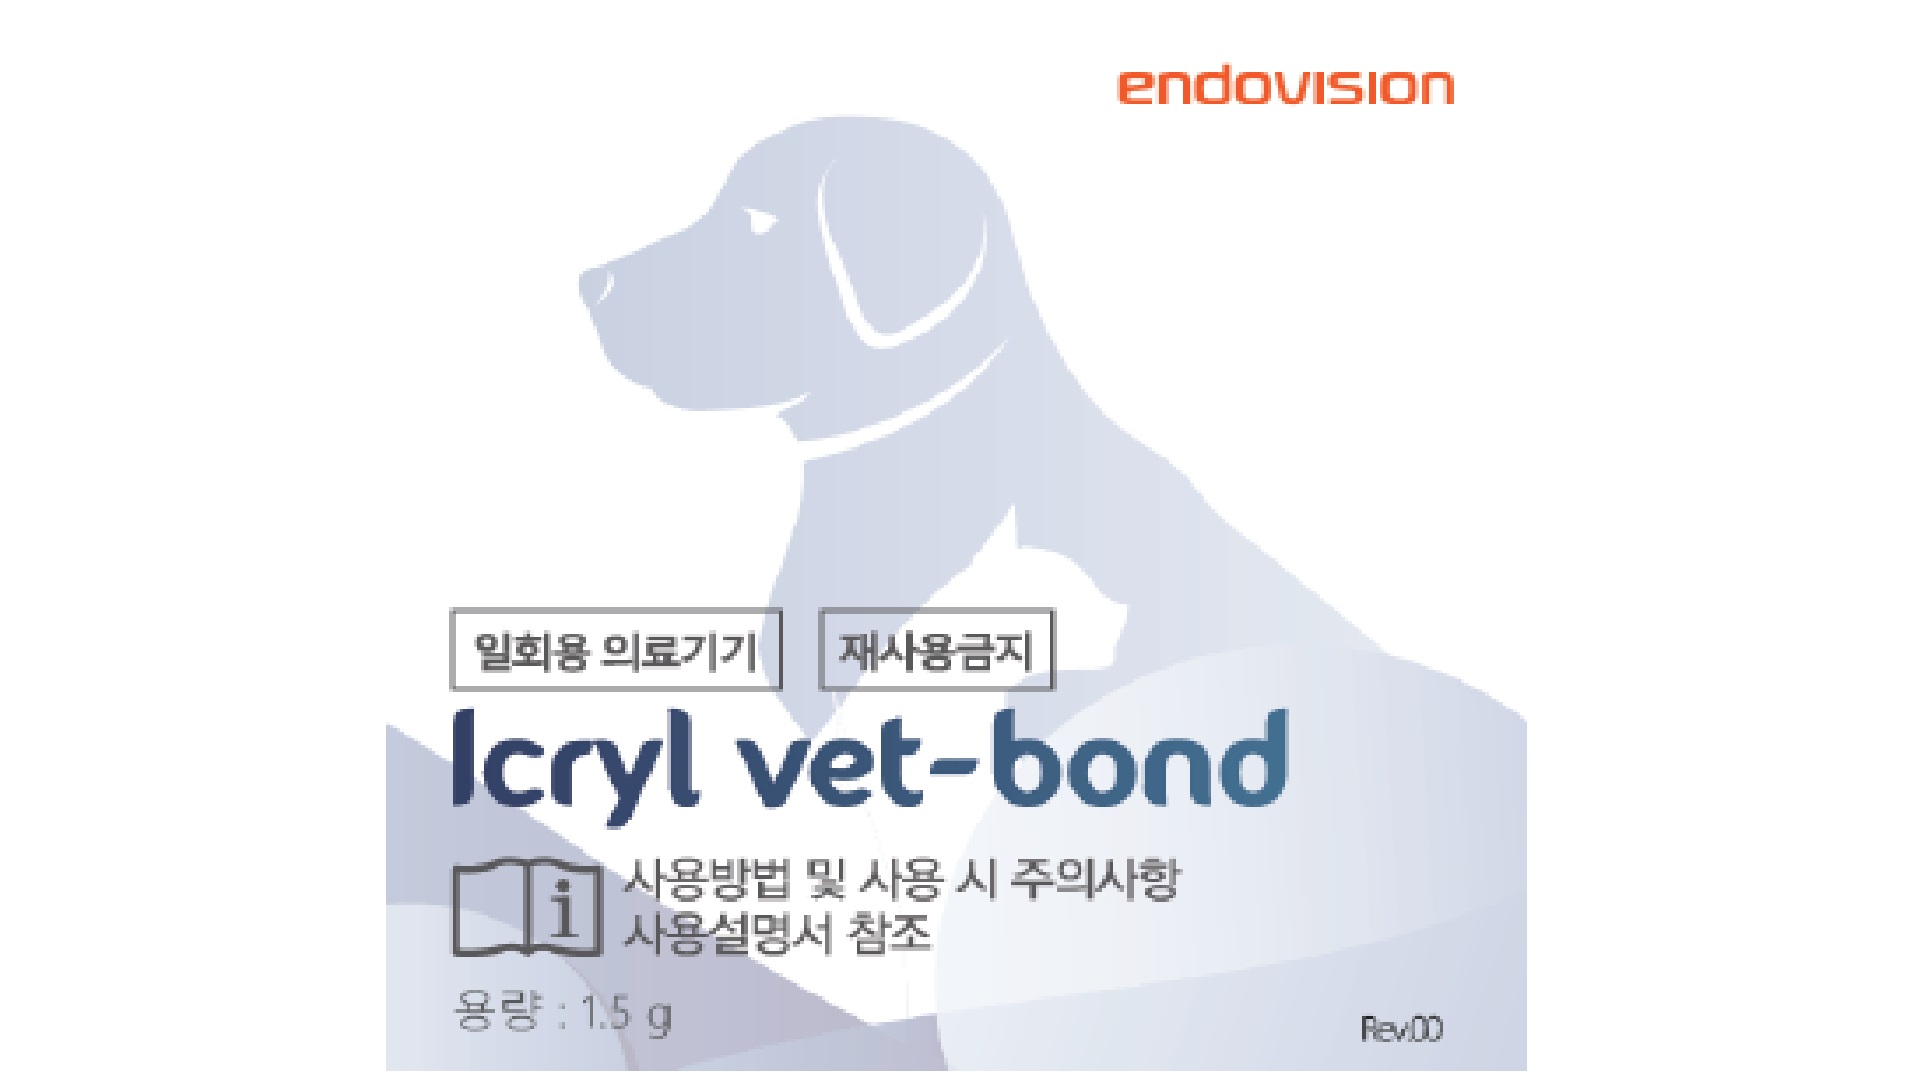 endovision
일회용 의료기기 재사용금지
Icryl vet-bond
i 사용방법 및 사용 시 주의사항
사용설명서 참조
용량 : 1.5 g
Rev.00